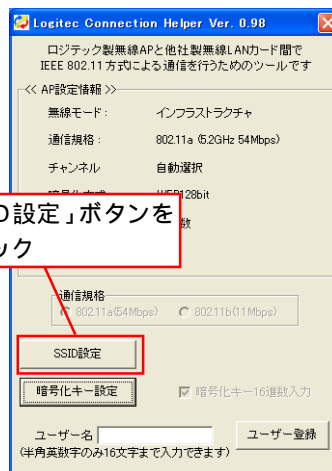 Logitec Connection Helper Ver. 0.98
ロジテック製無線APと他社製無線LANカード間で
IEEE 802.11 方式による通信を行うためのツールです
<< AP設定情報 >>
無線モード: インフラストラクチャ
通信規格: 802.11a (5.2GHz 54Mbps)
チャンネル 自動選択
128bit
設定」ボタンを
ック
数
通信規格
802.11a(54Mbps) 802.11b(11Mbps)
SSID設定
暗号化キー設定 暗号化キー16進数入力
ユーザー名 ユーザー登録
(半角英数字のみ16文字まで入力できます)